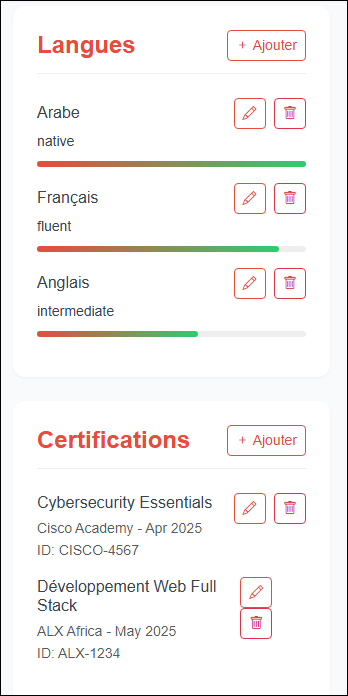 Langues
+ Ajouter
Arabe
native
Français
fluent
Anglais
intermediate
Certifications
+ Ajouter
Cybersecurity Essentials
Cisco Academy - Apr 2025
ID: CISCO-4567
Développement Web Full
Stack
ALX Africa - May 2025
ID: ALX-1234